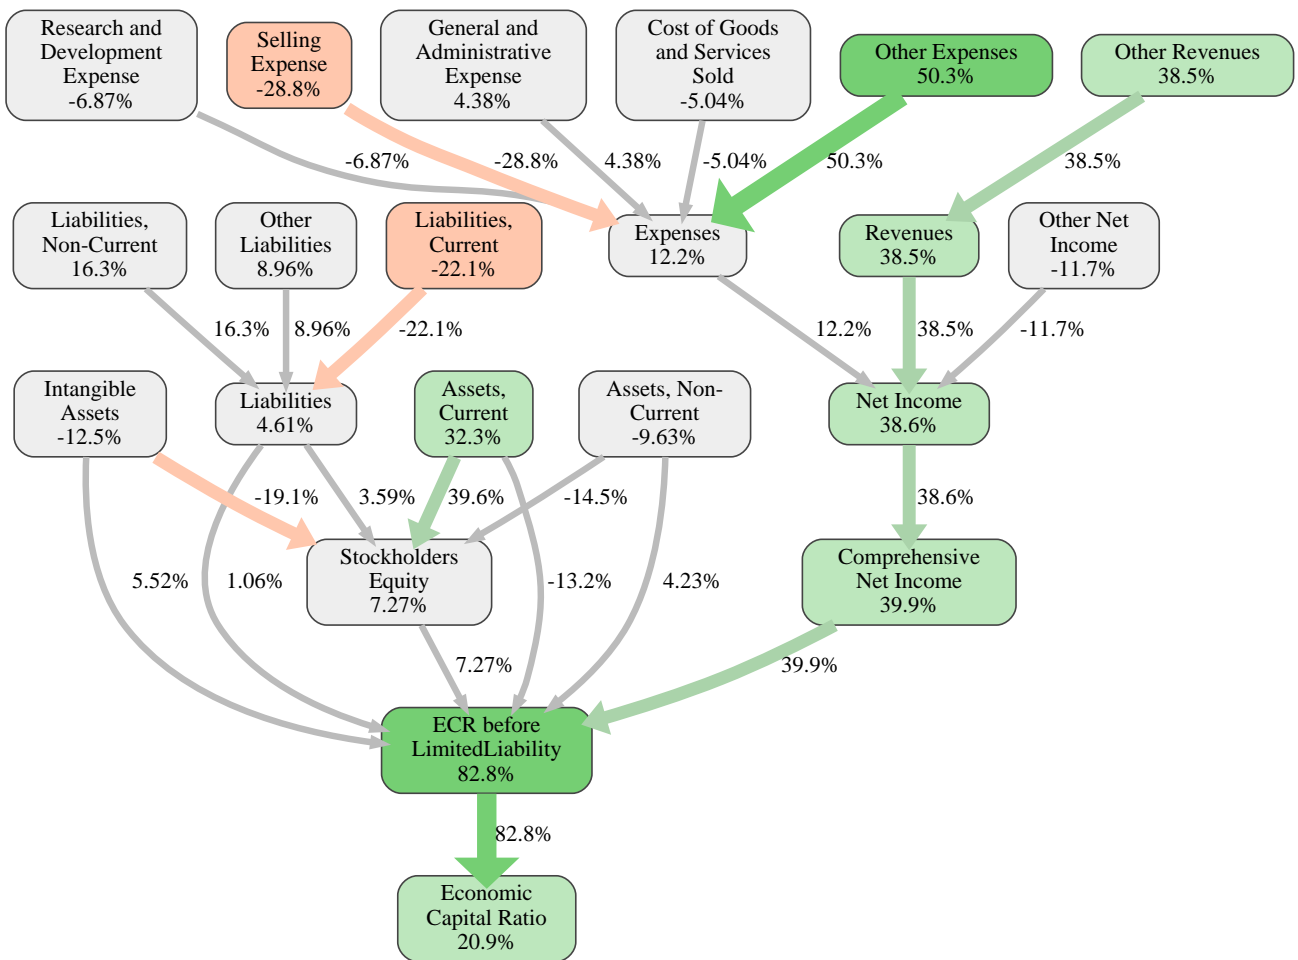 Research and
Development
Expense
-6.87%
Selling
Expense
-28.8%
General and
Administrative
Expense
4.38%
Cost of Goods
and Services
Sold
-5.04%
Other Expenses
50.3%
Other Revenues
38.5%
-6.87%
-28.8%
4.38%
-5.04%
50.3%
38.5%
Liabilities,
Non-Current
16.3%
Other
Liabilities
8.96%
Liabilities,
Current
-22.1%
Expenses
12.2%
Revenues
38.5%
Other Net
Income
-11.7%
16.3%
8.96%
-22.1%
12.2%
38.5%
-11.7%
Intangible
Assets
-12.5%
Liabilities
4.61%
Assets,
Current
32.3%
Assets, Non-
Current
-9.63%
Net Income
38.6%
-19.1%
3.59%
39.6%
-14.5%
38.6%
Stockholders
Equity
7.27%
Comprehensive
Net Income
39.9%
5.52%
1.06%
-13.2%
4.23%
7.27%
39.9%
ECR before
LimitedLiability
82.8%
82.8%
Economic
Capital Ratio
20.9%